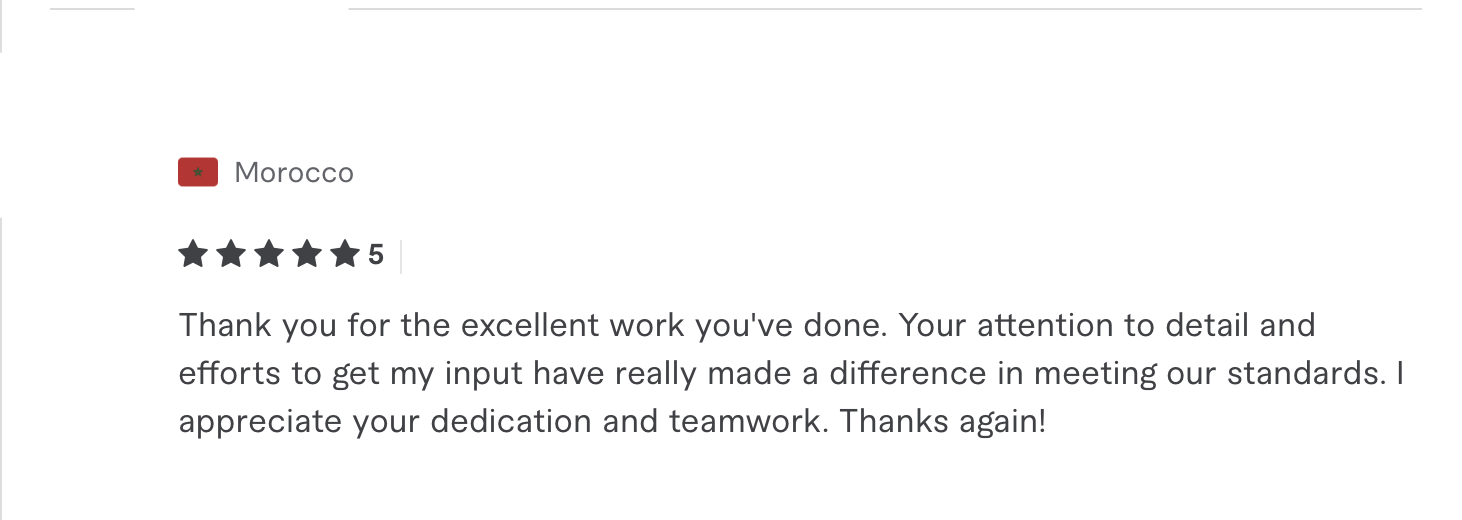 Morocco
5
Thank you for the excellent work you've done. Your attention to detail and
efforts to get my input have really made a difference in meeting our standards. I
appreciate your dedication and teamwork. Thanks again!